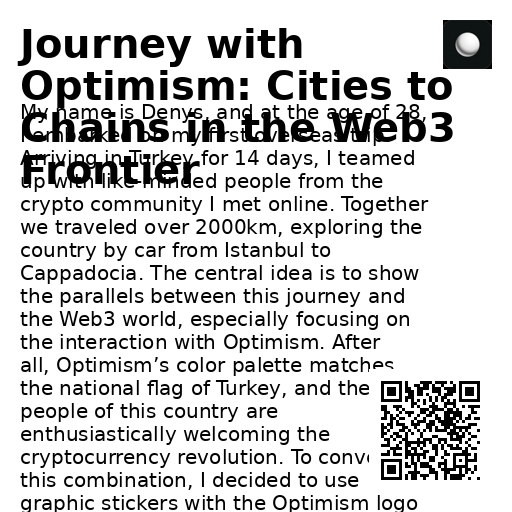 Journey with
Optimism: Cities to
Chains in the Web3
Frontier
My name is Denys, and at the age of 28,
I embarked on my first overseas trip.
Arriving in Turkey for 14 days, I teamed
up with like-minded people from the
crypto community I met online. Together
we traveled over 2000km, exploring the
country by car from Istanbul to
Cappadocia. The central idea is to show
the parallels between this journey and
the Web3 world, especially focusing on
the interaction with Optimism. After
all, Optimism’s color palette matches
the national flag of Turkey, and the
people of this country are
enthusiastically welcoming the
cryptocurrency revolution. To
this combination, I decided to use
graphic stickers with the Optimism logo